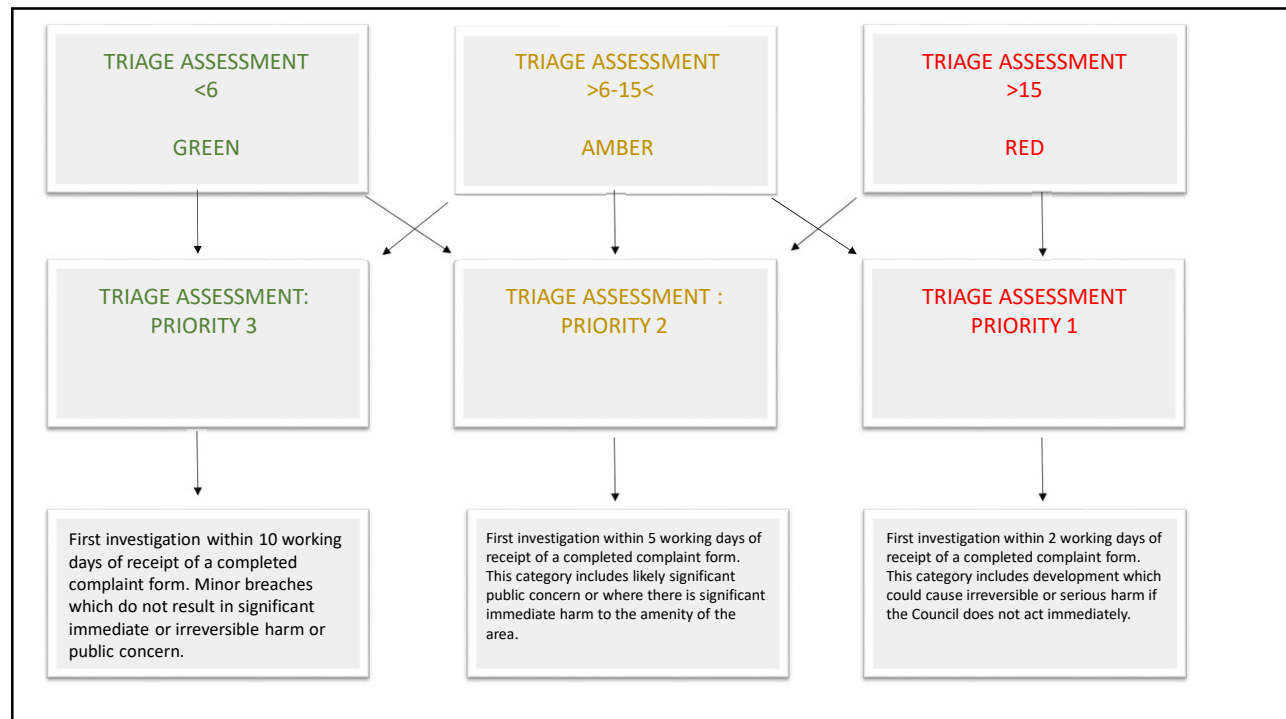 TRIAGE ASSESSMENT
<6
GREEN
TRIAGE ASSESSMENT
>6-15<
AMBER
TRIAGE ASSESSMENT
>15
RED
TRIAGE ASSESSMENT:
PRIORITY 3
TRIAGE ASSESSMENT :
PRIORITY 2
TRIAGE ASSESSMENT
PRIORITY 1
First investigation within 10 working
days of receipt of a completed
complaint form. Minor breaches
which do not result in significant
immediate or irreversible harm or
public concern.
First investigation within 5 working days of
receipt of a completed complaint form.
This category includes likely significant
public concern or where there is significant
immediate harm to the amenity of the
area.
First investigation within 2 working days of
receipt of a completed complaint form.
This category includes development which
could cause irreversible or serious harm if
the Council does not act immediately.